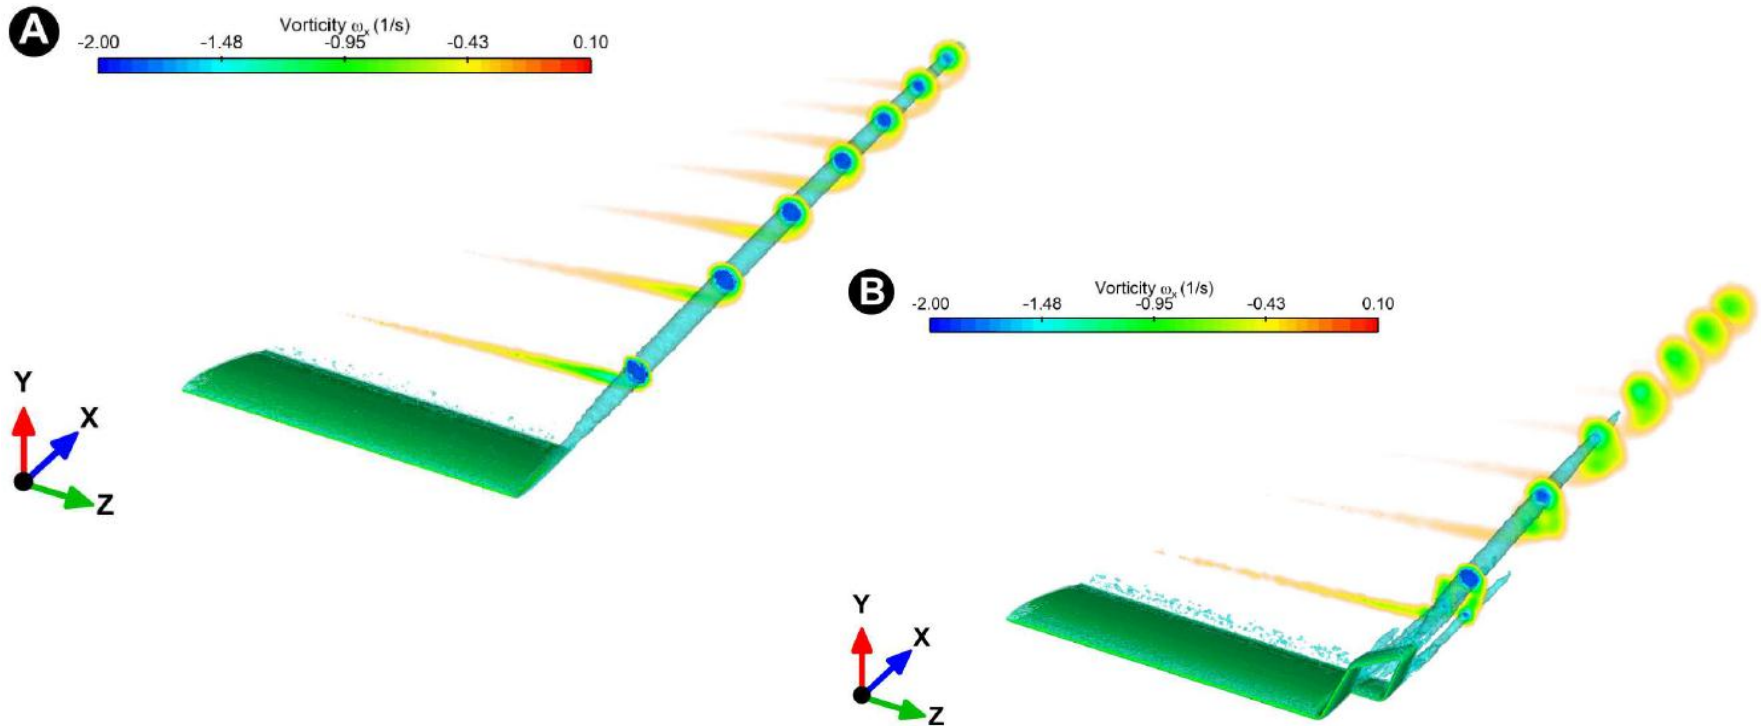 A
Vorticity ωx (1/s)
-2.00 -1.48 -0.95 -0.43 0.10
Y
X
Z
B
Vorticity ωx (1/s)
-2.00 -1.48 -0.95 -0.43 0.10
Y
X
Z